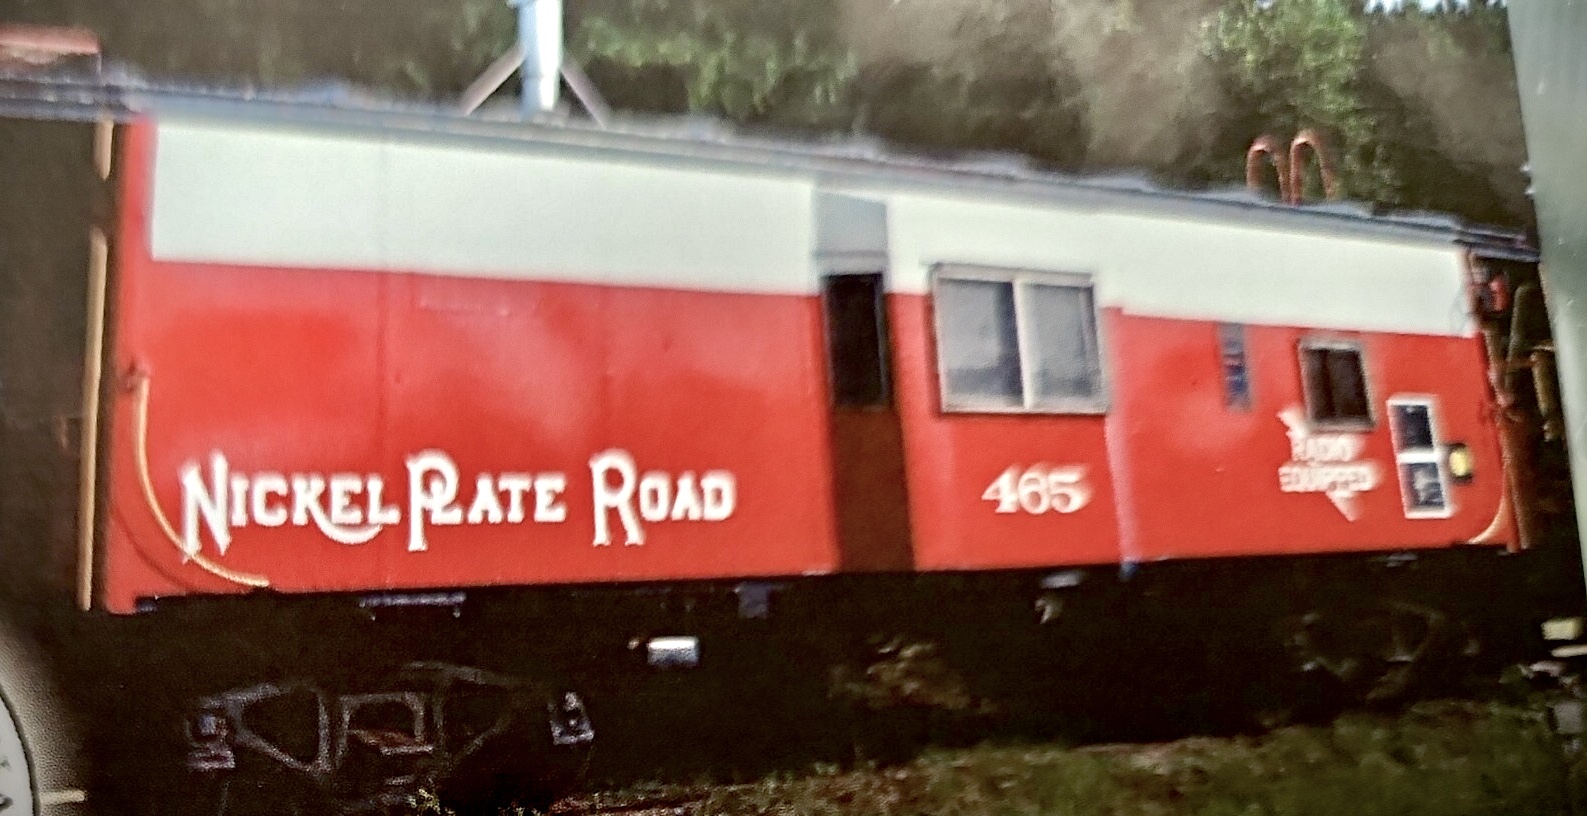 NICKEL PLATE ROAD
465
RADIO
EQUIPPED